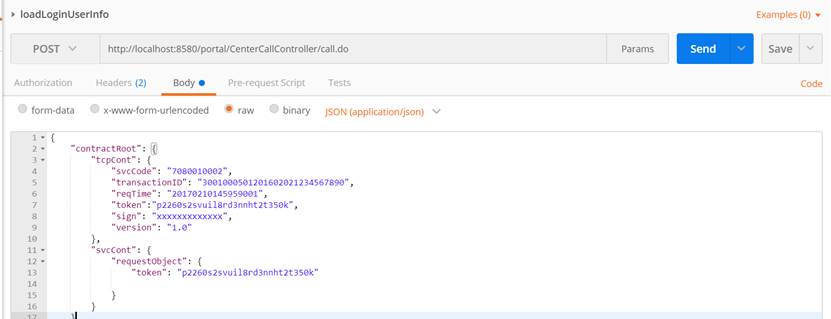 loadLoginUserInfo Examples (0)
POST http://localhost:8580/portal/CenterCallController/call.do Params Send Save
Authorization Headers (2) Body Pre-request Script Tests Code
form-data x-www-form-urlencoded raw binary JSON (application/json)
1 {
2 "contractRoot": {
3 "tcpCont": {
4 "svcCode": "7080010002",
5 "transactionID": "3001000501201602021234567890",
6 "reqTime": "20170210145959001",
7 "token":"p2260s2svuil8rd3nnht2t350k",
8 "sign": "xxxxxxxxxxxxx",
9 "version": "1.0"
10 },
11 "svcCont": {
12 "requestObject": {
13 "token": "p2260s2svuil8rd3nnht2t350k"
14
15 }
16 }
17 }